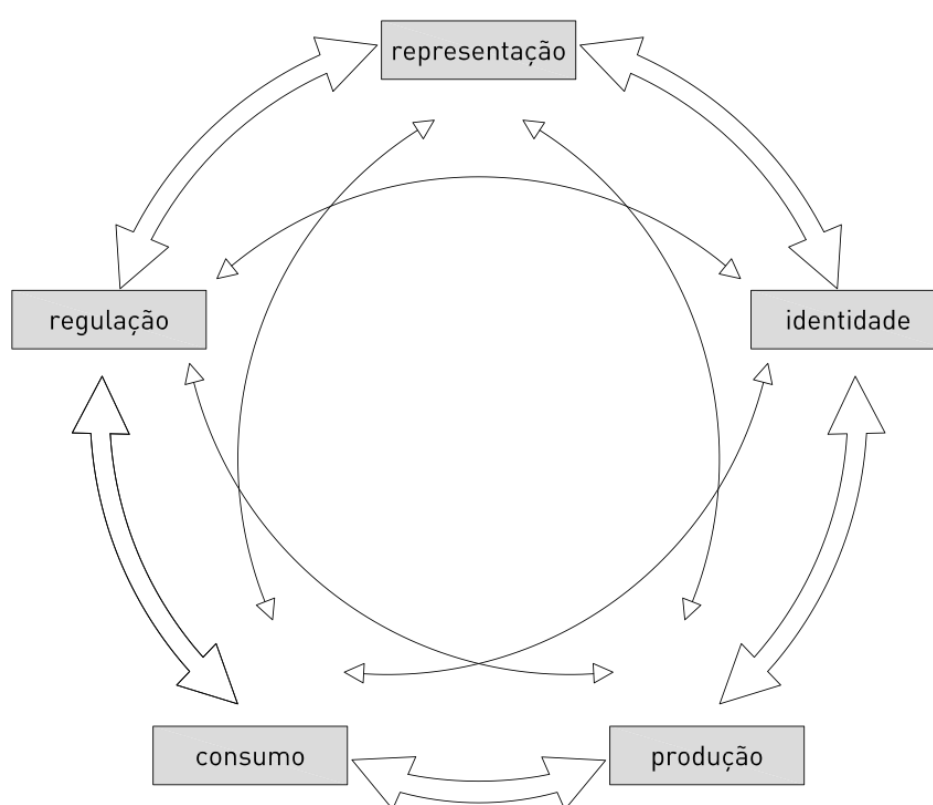 representação
regulação
identidade
consumo
produção